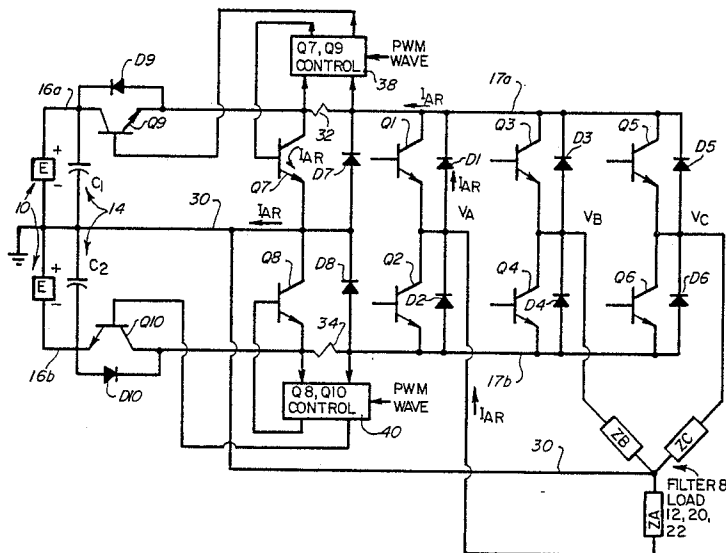 D9
Q7, Q9
CONTROL
PWM
WAVE
38
16a
Q9
32
I_AR
17a
Q1
Q3
Q5
E
+
-
C1
10
14
Q7
I_AR
D7
D1
I_AR
D3
D5
30
I_AR
V_A
V_B
V_C
E
+
-
C2
Q8
D8
Q2
D2
Q4
D4
Q6
D6
Q10
34
16b
D10
Q8, Q10
CONTROL
PWM
WAVE
40
17b
I_AR
ZB
ZC
30
FILTER 8
LOAD
12, 20,
22
ZA